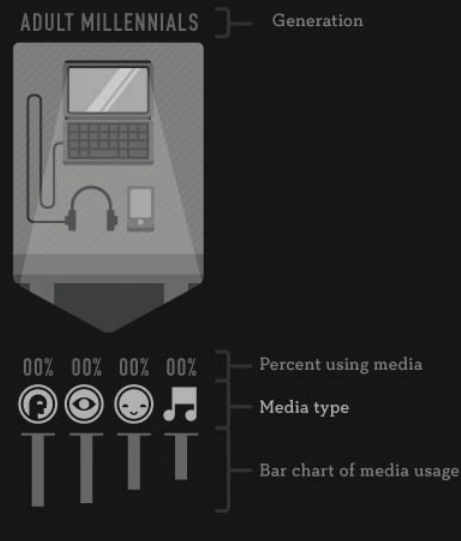 ADULT MILLENNIALS
Generation
00% 00% 00% 00%
Percent using media
Media type
Bar chart of media usage